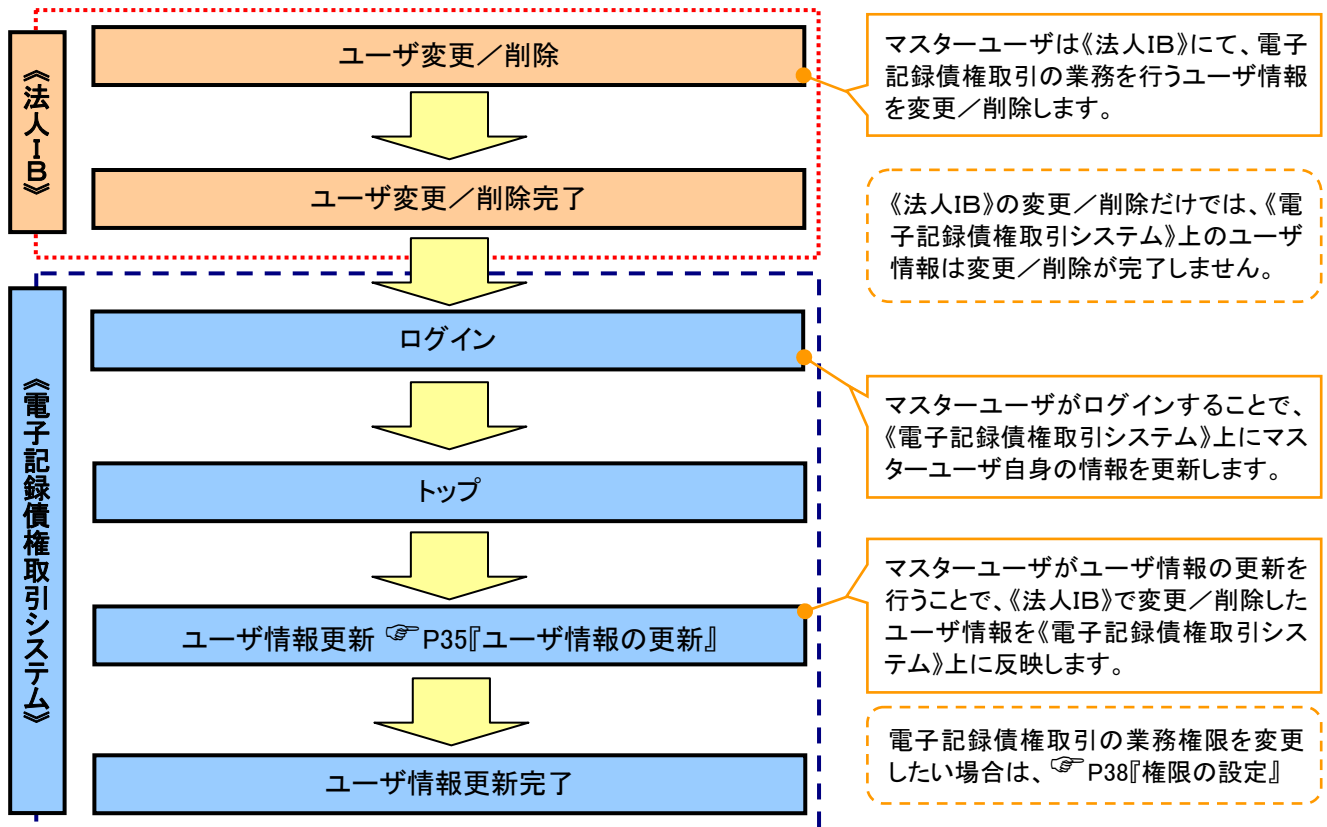 《法人IB》
ユーザ変更／削除
マスターユーザは《法人IB》にて、電子
記録債権取引の業務を行うユーザ情報
を変更／削除します。
ユーザ変更／削除完了
《法人IB》の変更／削除だけでは、《電
子記録債権取引システム》上のユーザ
情報は変更／削除が完了しません。
《電子記録債権取引システム》
ログイン
マスターユーザがログインすることで、
《電子記録債権取引システム》上にマス
ターユーザ自身の情報を更新します。
トップ
ユーザ情報更新 ☞P35『ユーザ情報の更新』
マスターユーザがユーザ情報の更新を
行うことで、《法人IB》で変更／削除した
ユーザ情報を《電子記録債権取引シス
テム》上に反映します。
ユーザ情報更新完了
電子記録債権取引の業務権限を変更
したい場合は、☞P38『権限の設定』